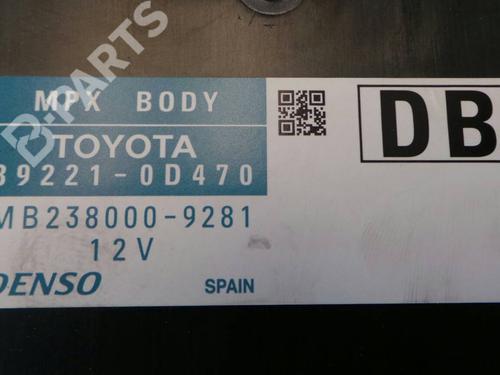 B-PARTS
MPX BODY
DB
TOYOTA
89221-0D470
MB238000-9281
12V
DENSO
SPAIN